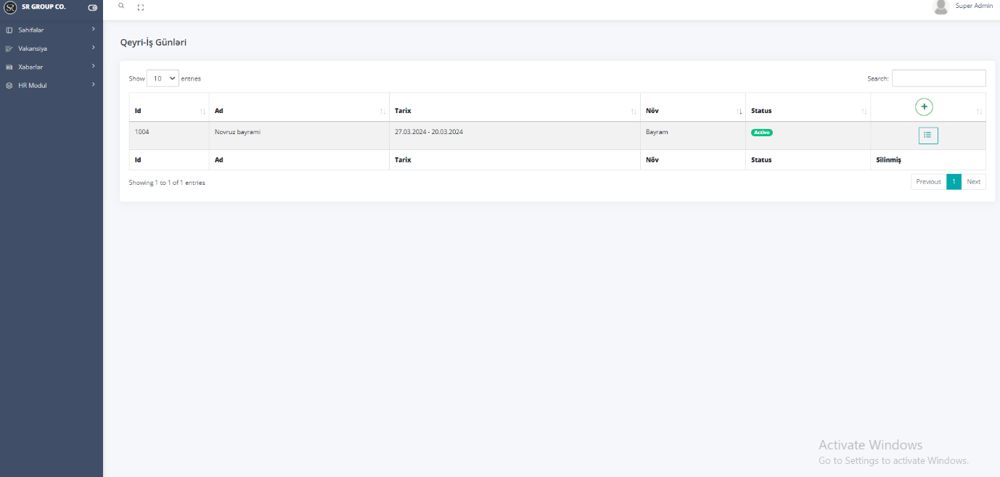 SR GROUP CO.
Super Admin
Səhifələr
Vakansiya
Xəbərlər
HR Modul
Qeyri-İş Günləri
Show 10 entries
Search:
Id Ad Tarix Növ Status
1004 Novruz bayrami 27.03.2024 - 20.03.2024 Bayram Active
Id Ad Tarix Növ Status Silinmiş
Showing 1 to 1 of 1 entries
Previous 1 Next
Activate Windows
Go to Settings to activate Windows.